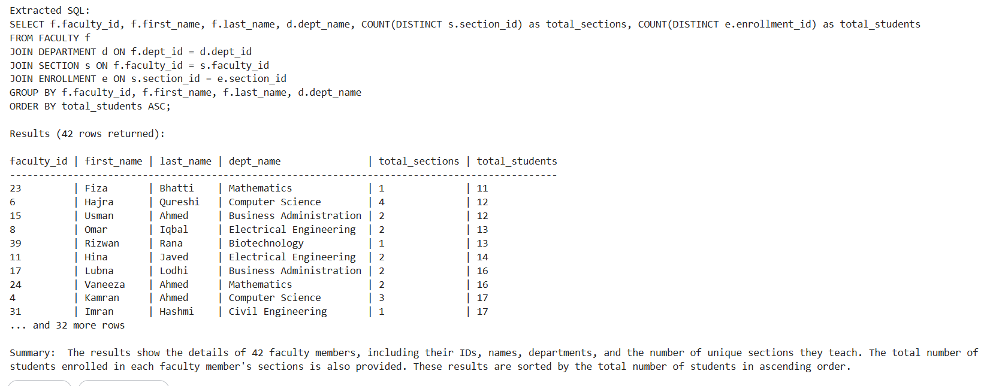 Extracted SQL:
SELECT f.faculty_id, f.first_name, f.last_name, d.dept_name, COUNT(DISTINCT s.section_id) as total_sections, COUNT(DISTINCT e.enrollment_id) as total_students
FROM FACULTY f
JOIN DEPARTMENT d ON f.dept_id = d.dept_id
JOIN SECTION s ON f.faculty_id = s.faculty_id
JOIN ENROLLMENT e ON s.section_id = e.section_id
GROUP BY f.faculty_id, f.first_name, f.last_name, d.dept_name
ORDER BY total_students ASC;
Results (42 rows returned):
faculty_id | first_name | last_name | dept_name | total_sections | total_students
-----------------------------------------------------------------------------------------------
23 | Fiza | Bhatti | Mathematics | 1 | 11
6 | Hajra | Qureshi | Computer Science | 4 | 12
15 | Usman | Ahmed | Business Administration | 2 | 12
8 | Omar | Iqbal | Electrical Engineering | 2 | 13
39 | Rizwan | Rana | Biotechnology | 1 | 13
11 | Hina | Javed | Electrical Engineering | 2 | 14
17 | Lubna | Lodhi | Business Administration | 2 | 16
24 | Vaneeza | Ahmed | Mathematics | 2 | 16
4 | Kamran | Ahmed | Computer Science | 3 | 17
31 | Imran | Hashmi | Civil Engineering | 1 | 17
... and 32 more rows
Summary:  The results show the details of 42 faculty members, including their IDs, names, departments, and the number of unique sections they teach. The total number of
students enrolled in each faculty member's sections is also provided. These results are sorted by the total number of students in ascending order.